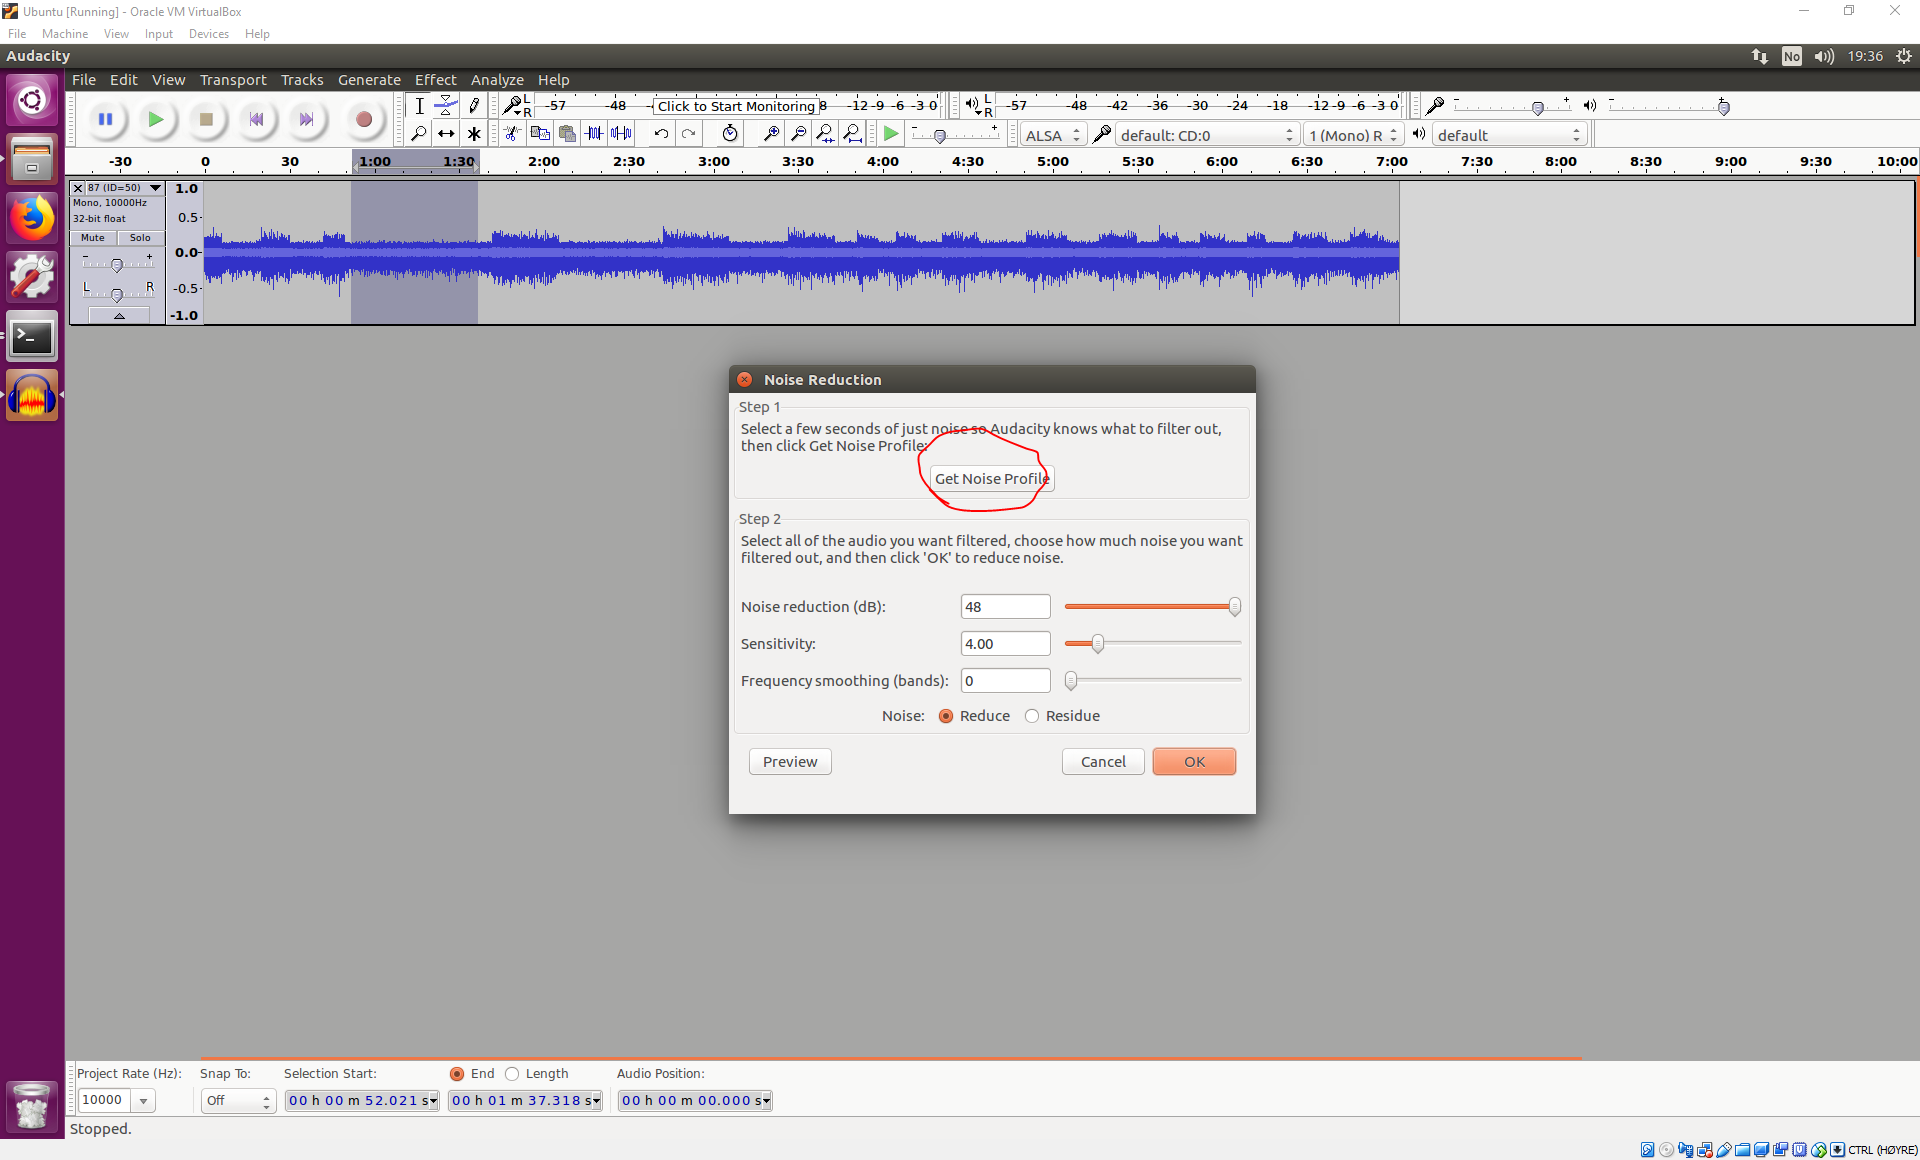 Ubuntu [Running] - Oracle VM VirtualBox
File Machine View Input Devices Help
Audacity
No 19:36
File Edit View Transport Tracks Generate Effect Analyze Help
L R -57 -48 Click to Start Monitoring 8 -12 -9 -6 -3 0 L R -57 -48 -42 -36 -30 -24 -18 -12 -9 -6 -3 0 - + - +
- + ALSA default: CD:0 1 (Mono) R default
-30 0 30 1:00 1:30 2:00 2:30 3:00 3:30 4:00 4:30 5:00 5:30 6:00 6:30 7:00 7:30 8:00 8:30 9:00 9:30 10:00
X 87 (ID=50) 1.0
Mono, 10000Hz
32-bit float 0.5
Mute Solo
- + 0.0
L R -0.5
-1.0
Noise Reduction
Step 1
Select a few seconds of just noise so Audacity knows what to filter out,
then click Get Noise Profile:
Get Noise Profile
Step 2
Select all of the audio you want filtered, choose how much noise you want
filtered out, and then click 'OK' to reduce noise.
Noise reduction (dB): 48
Sensitivity: 4.00
Frequency smoothing (bands): 0
Noise: Reduce Residue
Preview Cancel OK
Project Rate (Hz): Snap To: Selection Start: End Length Audio Position:
10000 Off 00 h 00 m 52.021 s 00 h 01 m 37.318 s 00 h 00 m 00.000 s
Stopped.
CTRL (HØYRE)